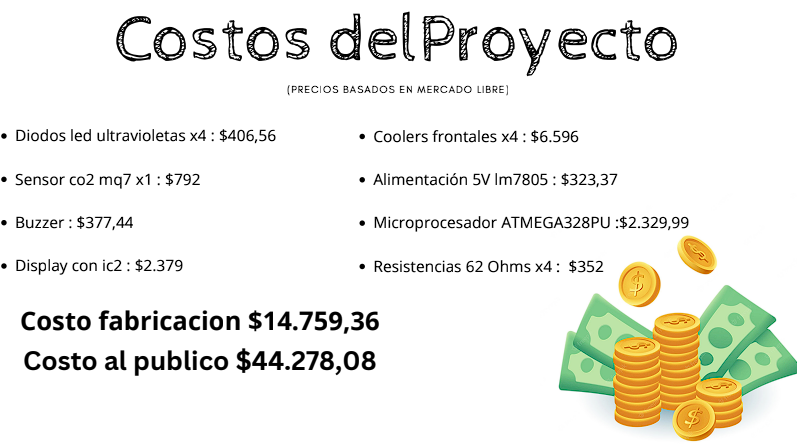 Costos delProyecto
(PRECIOS BASADOS EN MERCADO LIBRE)
• Diodos led ultravioletas x4 : $406,56
• Sensor co2 mq7 x1 : $792
• Buzzer : $377,44
• Display con ic2 : $2.379
• Coolers frontales x4 : $6.596
• Alimentación 5V lm7805 : $323,37
• Microprocesador ATMEGA328PU :$2.329,99
• Resistencias 62 Ohms x4 : $352
Costo fabricacion $14.759,36
Costo al publico $44.278,08